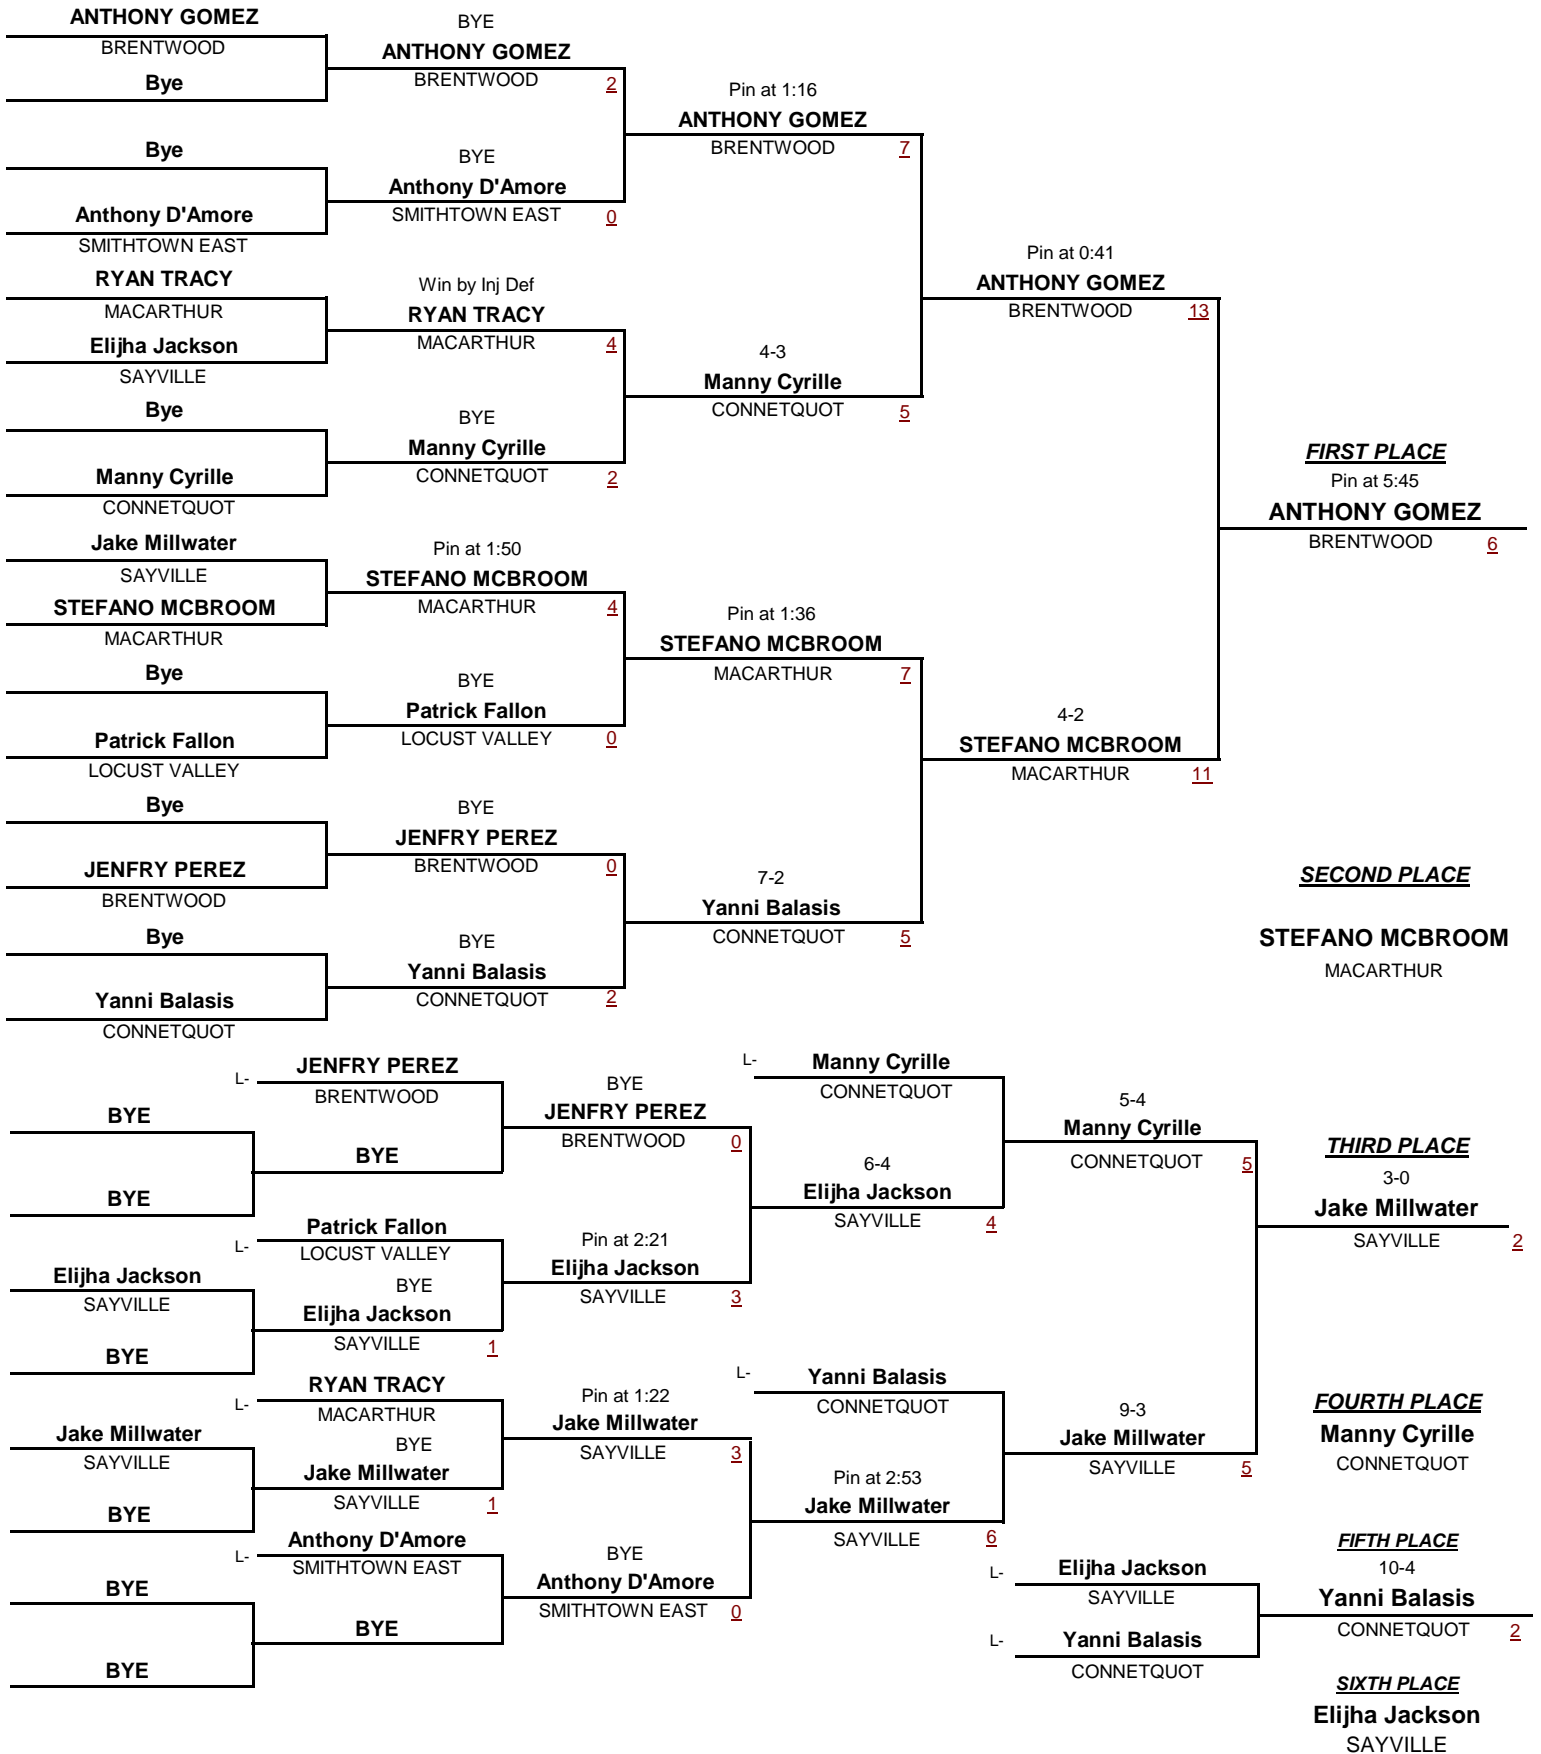 ANTHONY GOMEZ
BRENTWOOD
Bye
Bye
Anthony D'Amore
SMITHTOWN EAST
RYAN TRACY
MACARTHUR
Elijha Jackson
SAYVILLE
Bye
Manny Cyrille
CONNETQUOT
Jake Millwater
SAYVILLE
STEFANO MCBROOM
MACARTHUR
Bye
Patrick Fallon
LOCUST VALLEY
Bye
JENFRY PEREZ
BRENTWOOD
Bye
Yanni Balasis
CONNETQUOT
BYE
ANTHONY GOMEZ
BRENTWOOD 2
BYE
Anthony D'Amore
SMITHTOWN EAST 0
Win by Inj Def
RYAN TRACY
MACARTHUR 4
BYE
Manny Cyrille
CONNETQUOT 2
Pin at 1:50
STEFANO MCBROOM
MACARTHUR 4
BYE
Patrick Fallon
LOCUST VALLEY 0
BYE
JENFRY PEREZ
BRENTWOOD 0
BYE
Yanni Balasis
CONNETQUOT 2
Pin at 1:16
ANTHONY GOMEZ
BRENTWOOD 7
4-3
Manny Cyrille
CONNETQUOT 5
Pin at 1:36
STEFANO MCBROOM
MACARTHUR 7
7-2
Yanni Balasis
CONNETQUOT 5
Pin at 0:41
ANTHONY GOMEZ
BRENTWOOD 13
4-2
STEFANO MCBROOM
MACARTHUR 11
FIRST PLACE
Pin at 5:45
ANTHONY GOMEZ
BRENTWOOD 6
SECOND PLACE
STEFANO MCBROOM
MACARTHUR
BYE
BYE
Elijha Jackson
SAYVILLE
BYE
Jake Millwater
SAYVILLE
BYE
BYE
BYE
L- JENFRY PEREZ
BRENTWOOD
BYE
L- Patrick Fallon
LOCUST VALLEY
BYE
Elijha Jackson
SAYVILLE 1
L- RYAN TRACY
MACARTHUR
BYE
Jake Millwater
SAYVILLE 1
L- Anthony D'Amore
SMITHTOWN EAST
BYE
BYE
JENFRY PEREZ
BRENTWOOD 0
Pin at 2:21
Elijha Jackson
SAYVILLE 3
Pin at 1:22
Jake Millwater
SAYVILLE 3
BYE
Anthony D'Amore
SMITHTOWN EAST 0
L- Manny Cyrille
CONNETQUOT
6-4
Elijha Jackson
SAYVILLE 4
L- Yanni Balasis
CONNETQUOT
Pin at 2:53
Jake Millwater
SAYVILLE 6
5-4
Manny Cyrille
CONNETQUOT 5
9-3
Jake Millwater
SAYVILLE 5
L- Elijha Jackson
SAYVILLE
L- Yanni Balasis
CONNETQUOT
THIRD PLACE
3-0
Jake Millwater
SAYVILLE 2
FOURTH PLACE
Manny Cyrille
CONNETQUOT
FIFTH PLACE
10-4
Yanni Balasis
CONNETQUOT 2
SIXTH PLACE
Elijha Jackson
SAYVILLE